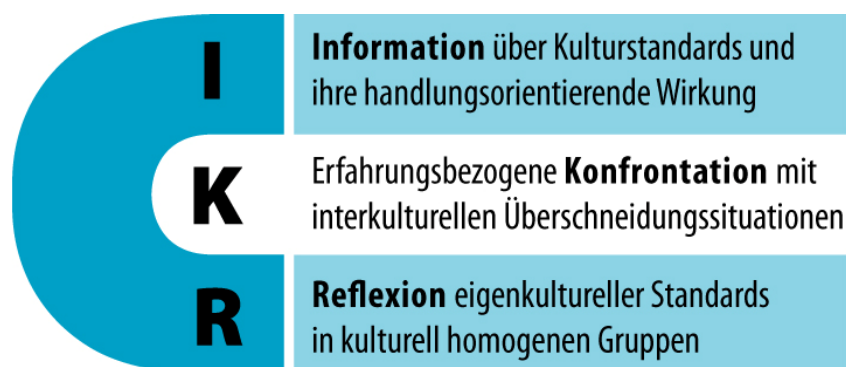 I
Information über Kulturstandards und
ihre handlungsorientierende Wirkung
K
Erfahrungsbezogene Konfrontation mit
interkulturellen Überschneidungssituationen
R
Reflexion eigenkultureller Standards
in kulturell homogenen Gruppen